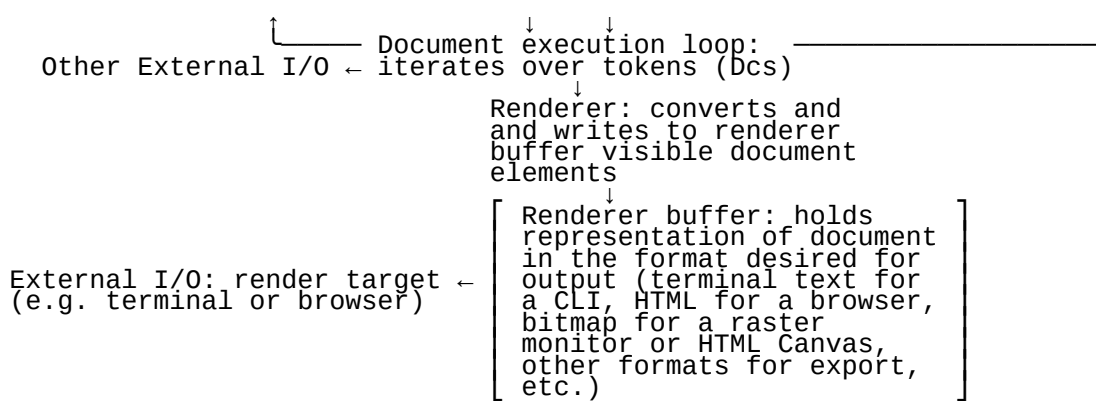 Document execution loop:
Other External I/O ← iterates over tokens (Dcs)
Renderer: converts and
and writes to renderer
buffer visible document
elements
Renderer buffer: holds
representation of document
in the format desired for
External I/O: render target ← output (terminal text for
(e.g. terminal or browser) a CLI, HTML for a browser,
bitmap for a raster
monitor or HTML Canvas,
other formats for export,
etc.)